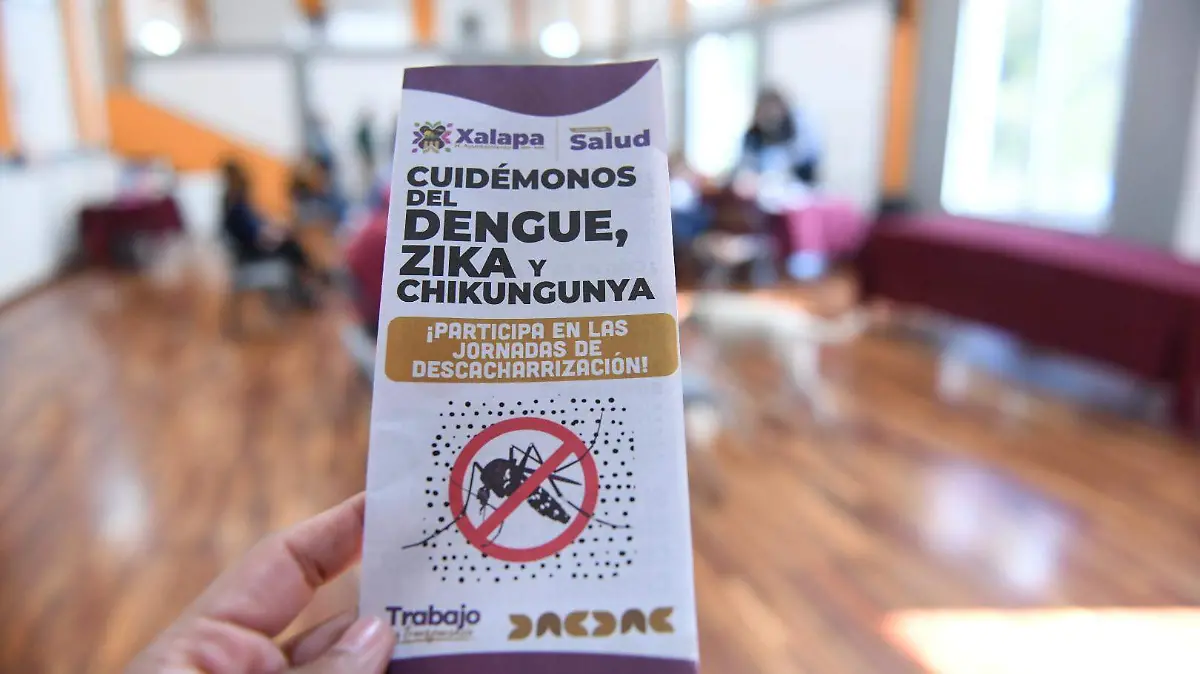 Xalapa
Salud
CUIDÉMONOS
DEL
DENGUE,
ZIKA Y
CHIKUNGUNYA
¡PARTICIPA EN LAS
JORNADAS DE
DESCACHARRIZACIÓN!
Trabajo